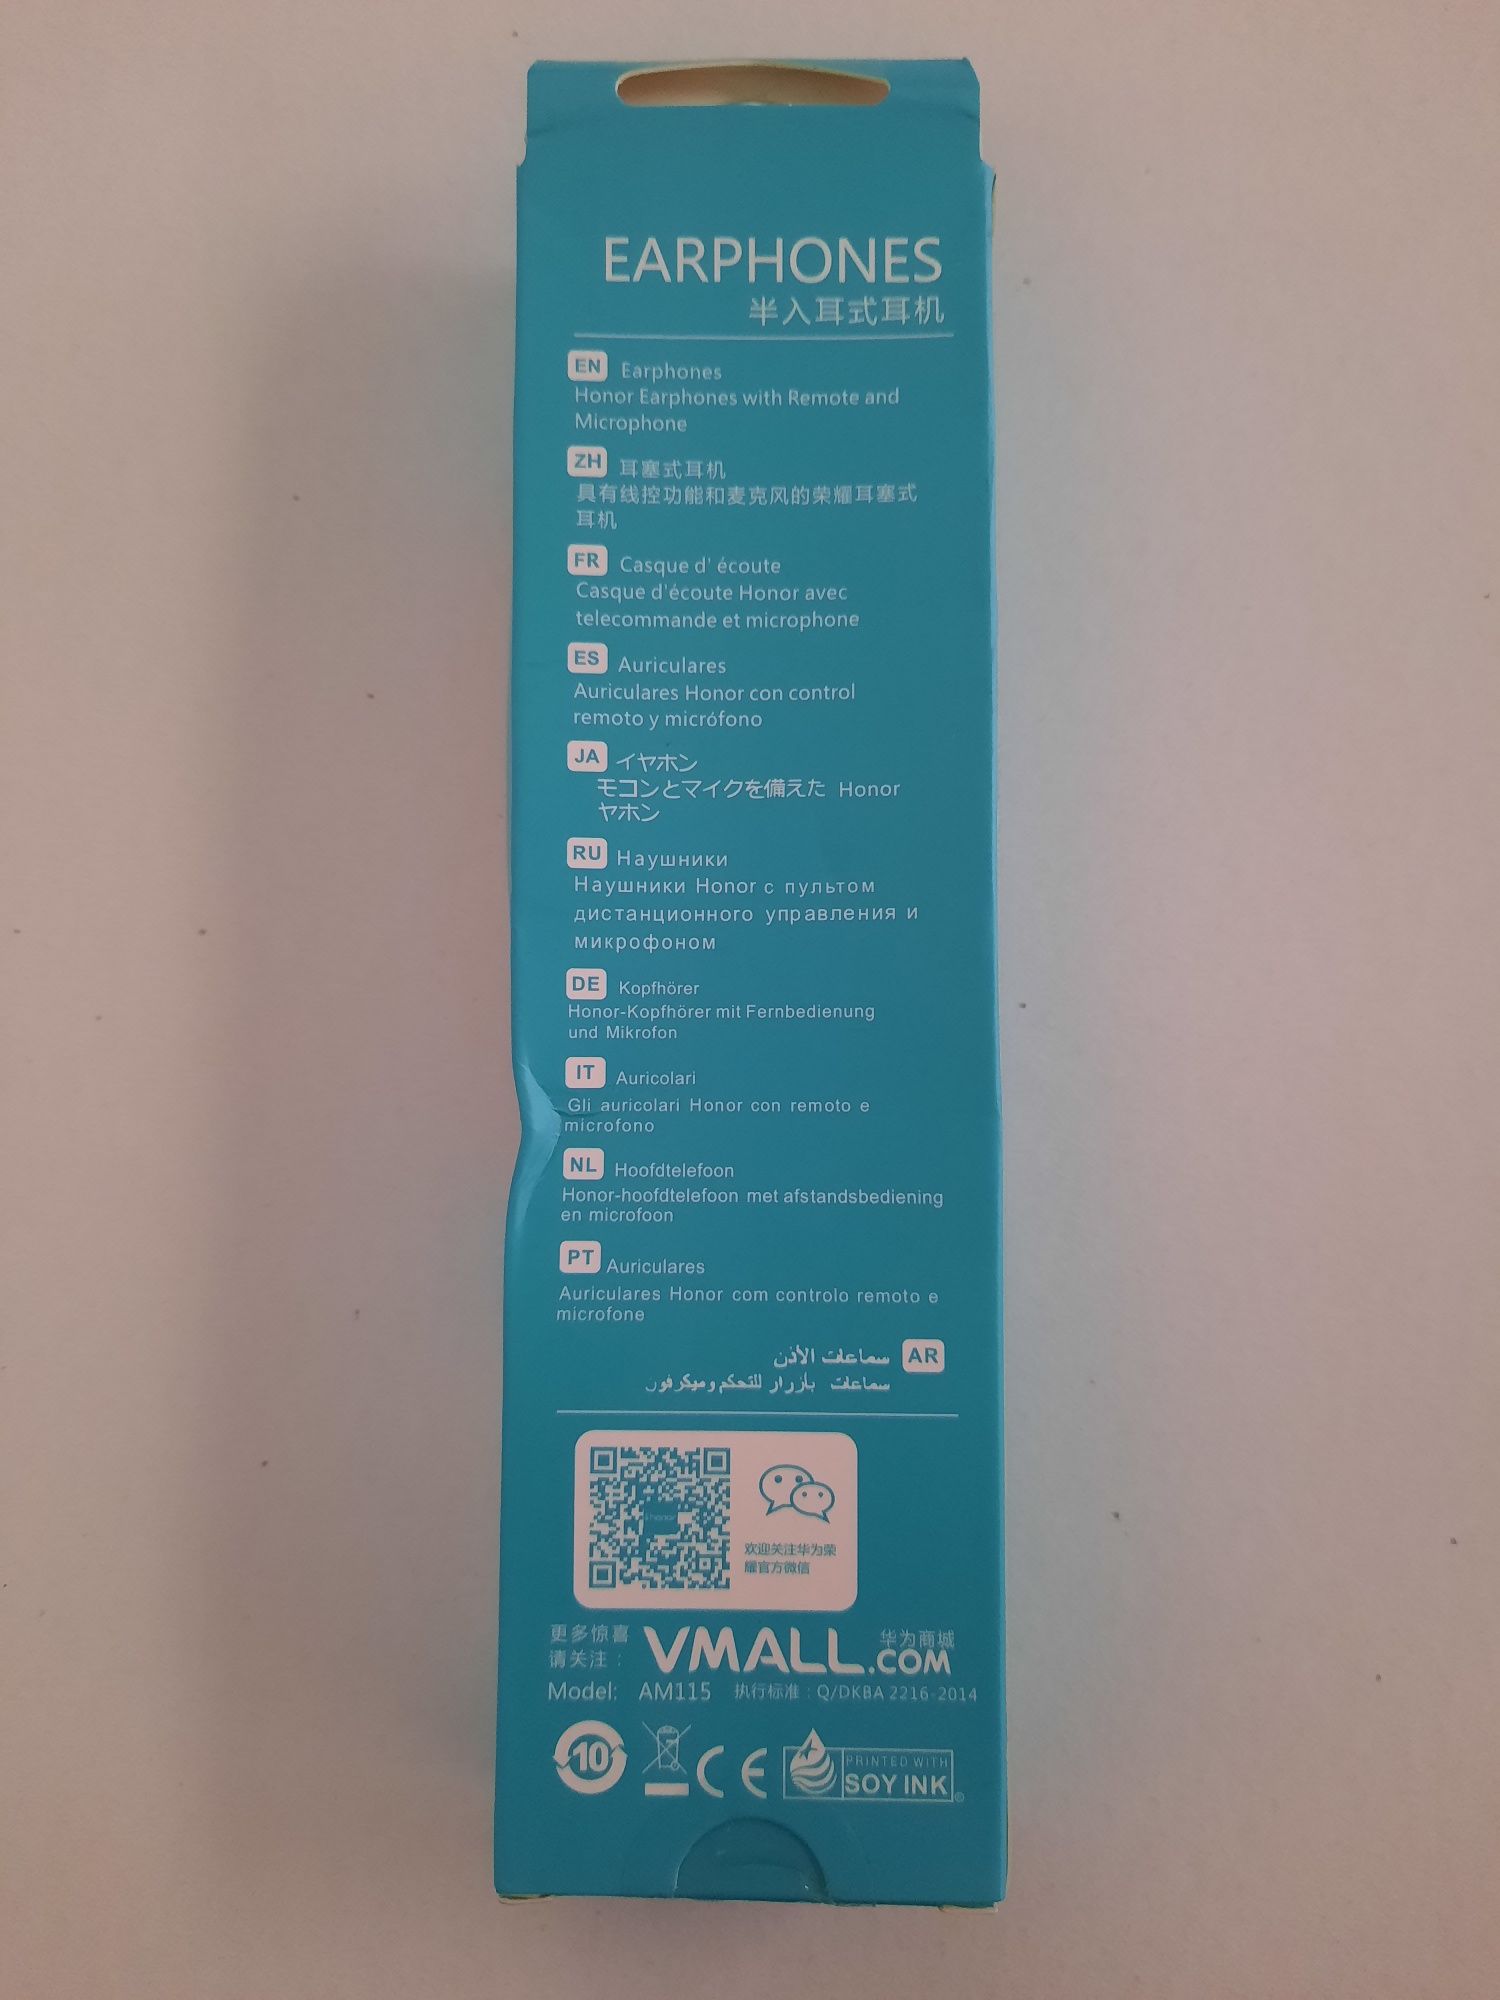 EARPHONES
半入耳式耳机
EN Earphones
Honor Earphones with Remote and
Microphone
ZH 耳塞式耳机
具有线控功能和麦克风的荣耀耳塞式
耳机
FR Casque d' écoute
Casque d'écoute Honor avec
telecommande et microphone
ES Auriculares
Auriculares Honor con control
remoto y micrófono
JA イヤホン
モコンとマイクを備えた Honor
ヤホン
RU Наушники
Наушники Honor с пультом
дистанционного управления и
микрофоном
DE Kopfhörer
Honor-Kopfhörer mit Fernbedienung
und Mikrofon
IT Auricolari
Gli auricolari Honor con remoto e
microfono
NL Hoofdtelefoon
Honor-hoofdtelefoon met afstandsbediening
en microfoon
PT Auriculares
Auriculares Honor com controlo remoto e
microfone
سماعات الأذن AR
سماعات بأزرار للتحكم وميكرفون
honor
欢迎关注华为荣
耀官方微信
更多惊喜
请关注：
VMALL.COM
华为商城
Model: AM115 执行标准：Q/DKBA 2216-2014
10
CE
PRINTED WITH
SOY INK®